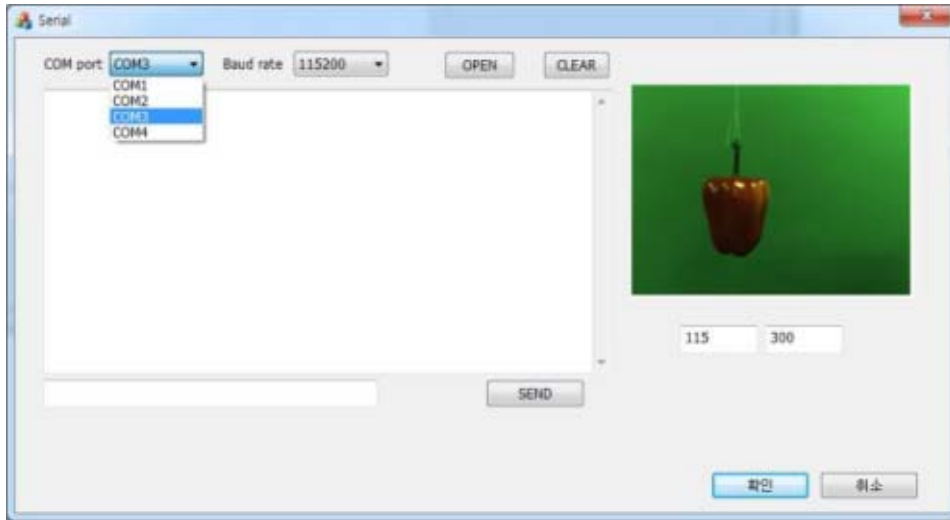 Serial
COM port COM3 Baud rate 115200 OPEN CLEAR
COM1
COM2
COM3
COM4
115 300
SEND
확인 취소